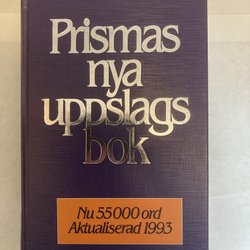 Prismas
nya
uppslags
bok
Nu 55000 ord
Aktualiserad 1993